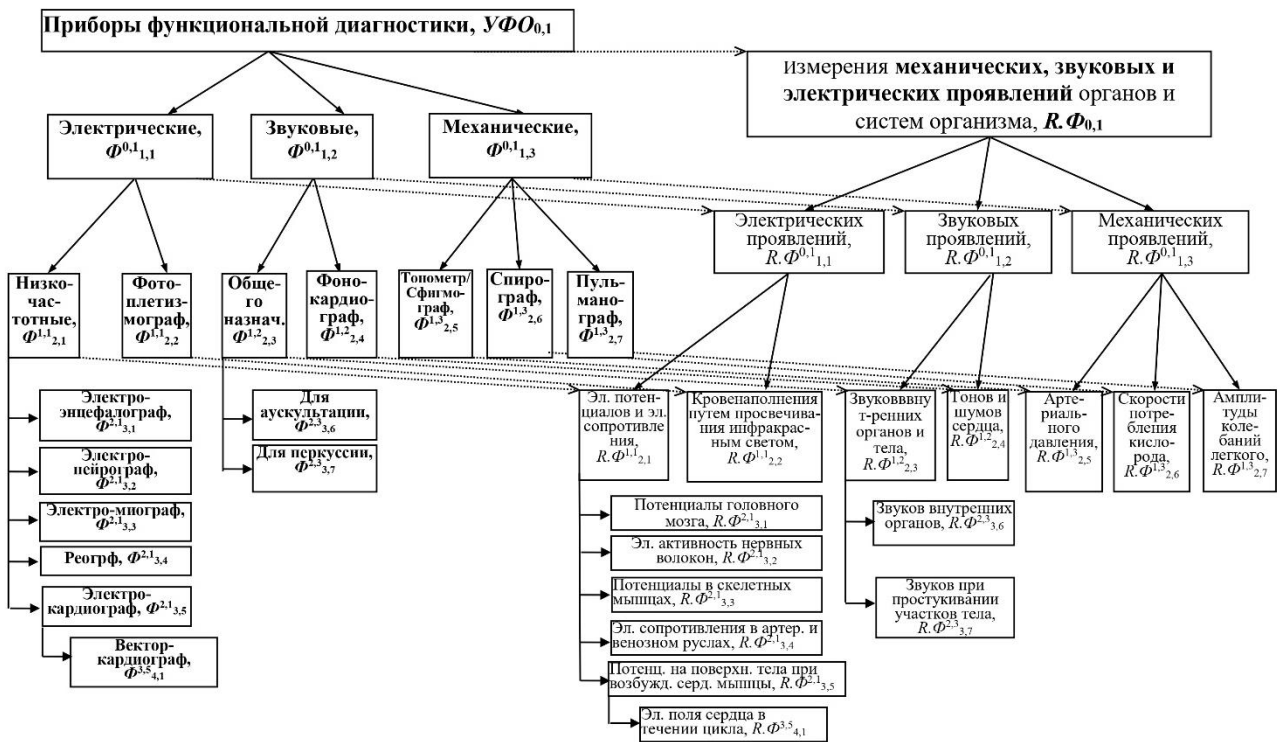 Приборы функциональной диагностики, УФО0,1
Измерения механических, звуковых и
электрических проявлений органов и
систем организма, R.Ф0,1
Электрические,
Ф0,11,1
Звуковые,
Ф0,11,2
Механические,
Ф0,11,3
Электрических
проявлений,
R.Ф0,11,1
Звуковых
проявлений,
R.Ф0,11,2
Механических
проявлений,
R.Ф0,11,3
Низко-
час-
тотные,
Ф1,12,1
Фото-
плетиз-
мограф,
Ф1,12,2
Обще-
го
назнач.
Ф1,22,3
Фоно-
кардио-
граф,
Ф1,22,4
Топометр/
Сфигмо-
граф,
Ф1,32,5
Спиро-
граф,
Ф1,32,6
Пуль-
мано-
граф,
Ф1,32,7
Эл. потен-
циалов и эл.
сопротив-
ления,
R.Ф1,12,1
Кровенаполнения
путем просвечива-
ния инфракрас-
ным светом,
R.Ф1,12,2
Звуковввнут-ренних
органов и
тела,
R.Ф1,22,3
Тонов и
шумов
сердца,
R.Ф1,22,4
Арте-
риаль-
ного
давления,
R.Ф1,32,5
Скорости
потреб-
ления
кисло-
рода,
R.Ф1,32,6
Ампли-
туды
коле-
баний
легкого,
R.Ф1,32,7
Электро-
энцефалограф,
Ф2,13,1
Электро-
нейрограф,
Ф2,13,2
Электро-миограф,
Ф2,13,3
Реогрф, Ф2,13,4
Электро-
кардиограф, Ф2,13,5
Вектор-
кардиограф,
Ф3,54,1
Для
аускультации,
Ф2,33,6
Для перкуссии,
Ф2,33,7
Потенциалы головного
мозга, R.Ф2,13,1
Эл. активность нервных
волокон, R.Ф2,13,2
Потенциалы в скелетных
мышцах, R.Ф2,13,3
Эл. сопротивления в артер. и
венозном руслах, R.Ф2,13,4
Потенц. на поверхн. тела при
возбужд. серд. мышцы, R.Ф2,13,5
Эл. поля сердца в
течении цикла, R.Ф3,54,1
Звуков внутренних
органов, R.Ф2,33,6
Звуков при
простукивании
участков тела,
R.Ф2,33,7